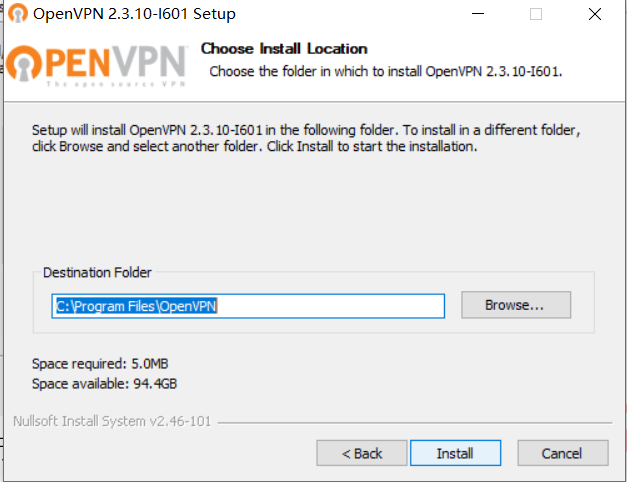 OpenVPN 2.3.10-I601 Setup
OPENVPN
The open source VPN
Choose Install Location
Choose the folder in which to install OpenVPN 2.3.10-I601.
Setup will install OpenVPN 2.3.10-I601 in the following folder. To install in a different folder,
click Browse and select another folder. Click Install to start the installation.
Destination Folder
C:\Program Files\OpenVPN
Browse...
Space required: 5.0MB
Space available: 94.4GB
Nullsoft Install System v2.46-101
< Back
Install
Cancel